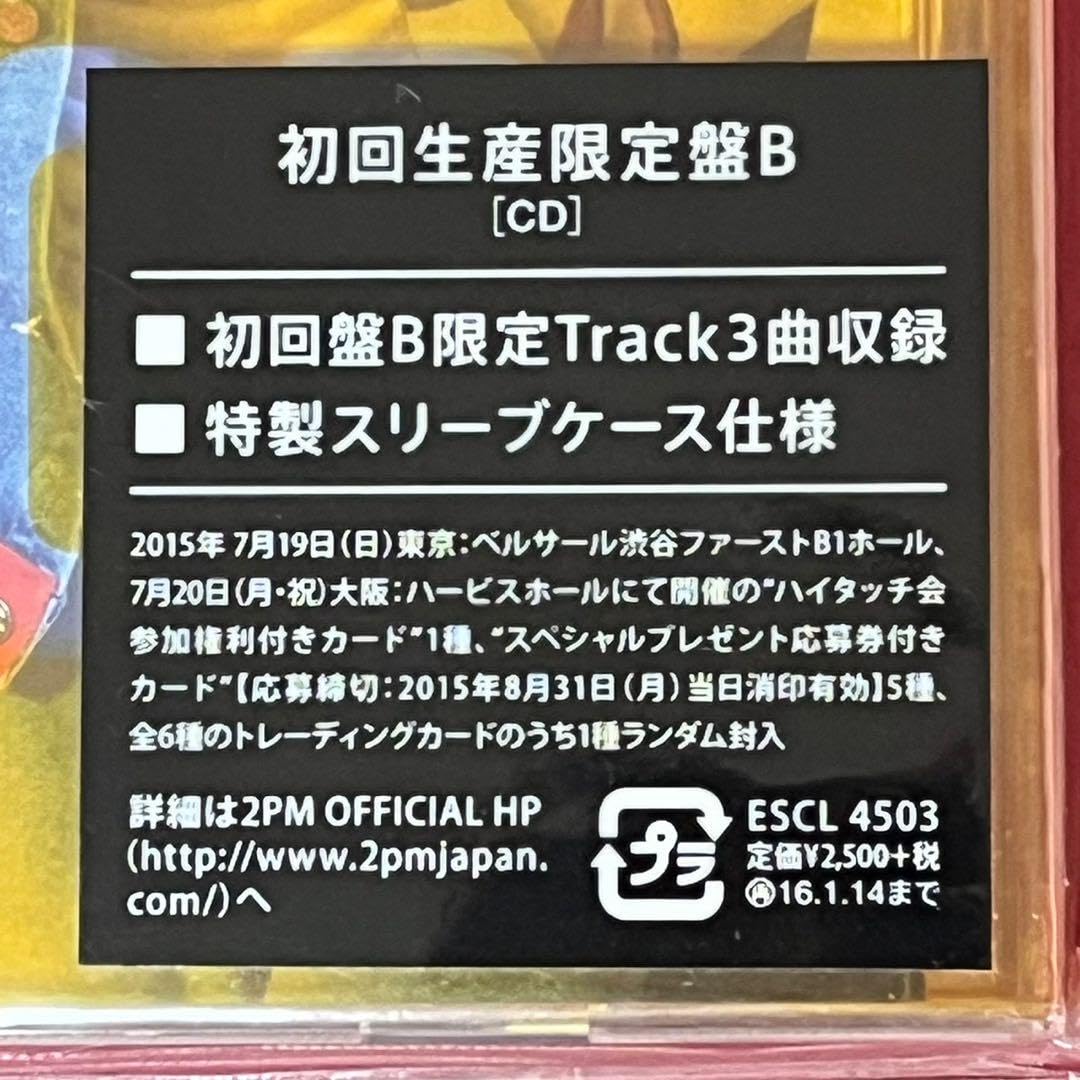 初回生産限定盤B
[CD]
■ 初回盤B限定Track3曲収録
■ 特製スリーブケース仕様
2015年 7月19日(日)東京:ベルサール渋谷ファーストB1ホール、
7月20日(月・祝)大阪:ハービスホールにて開催の“ハイタッチ会
参加権利付きカード”1種、“スペシャルプレゼント応募券付き
カード”【応募締切:2015年8月31日(月)当日消印有効】5種、
全6種のトレーディングカードのうち1種ランダム封入
詳細は2PM OFFICIAL HP
(http://www.2pmjapan.
com/)へ
プラ
ESCL 4503
定価¥2,500+税
16.1.14まで